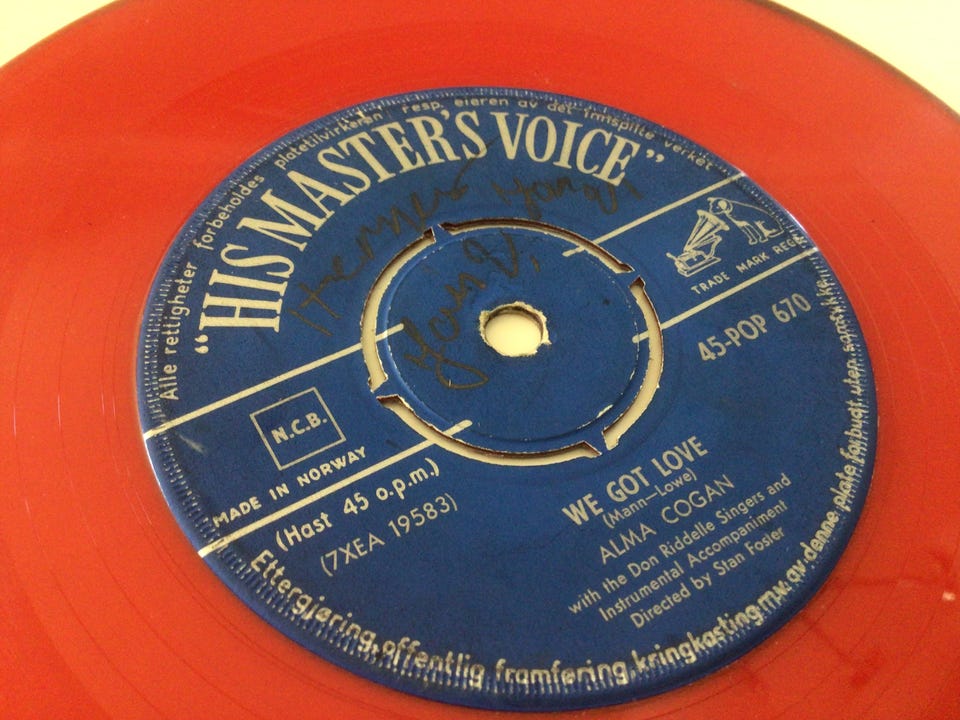 Alle rettigheter forbeholdes platetilvirkeren resp. eieren av det innspilte verket
"HIS MASTER'S VOICE"
TRADE MARK REGD
45-POP 670
N.C.B.
MADE IN NORWAY
(Hast 45 o.p.m.)
(7XEA 19583)
WE GOT LOVE
(Mann—Lowe)
ALMA COGAN
with the Don Riddelle Singers and
Instrumental Accompaniment
Directed by Stan Foster
Ettergjøring, offentlig framføring, kringkasting m.v. av denne plate forbudt uten samtykke